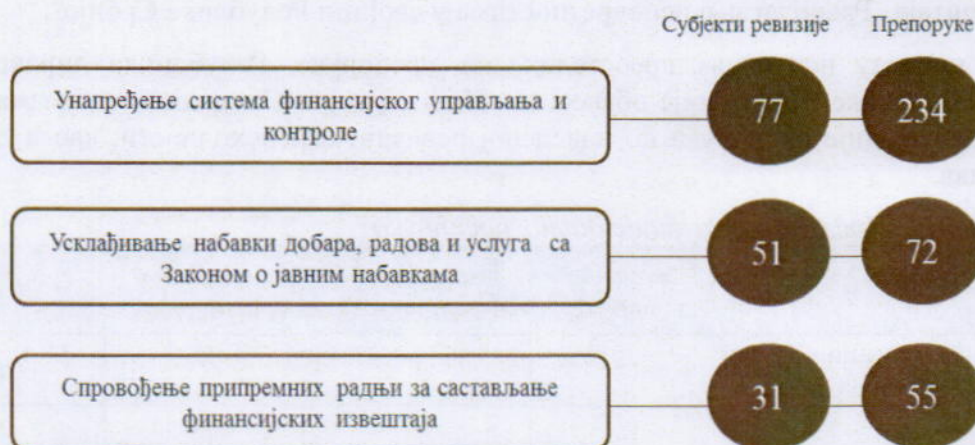 Субјекти ревизије Препоруке
Унапређење система финансијског управљања и
контроле
77 234
Усклађивање набавки добара, радова и услуга са
Законом о јавним набавкама
51 72
Спровођење припремних радњи за састављање
финансијских извештаја
31 55